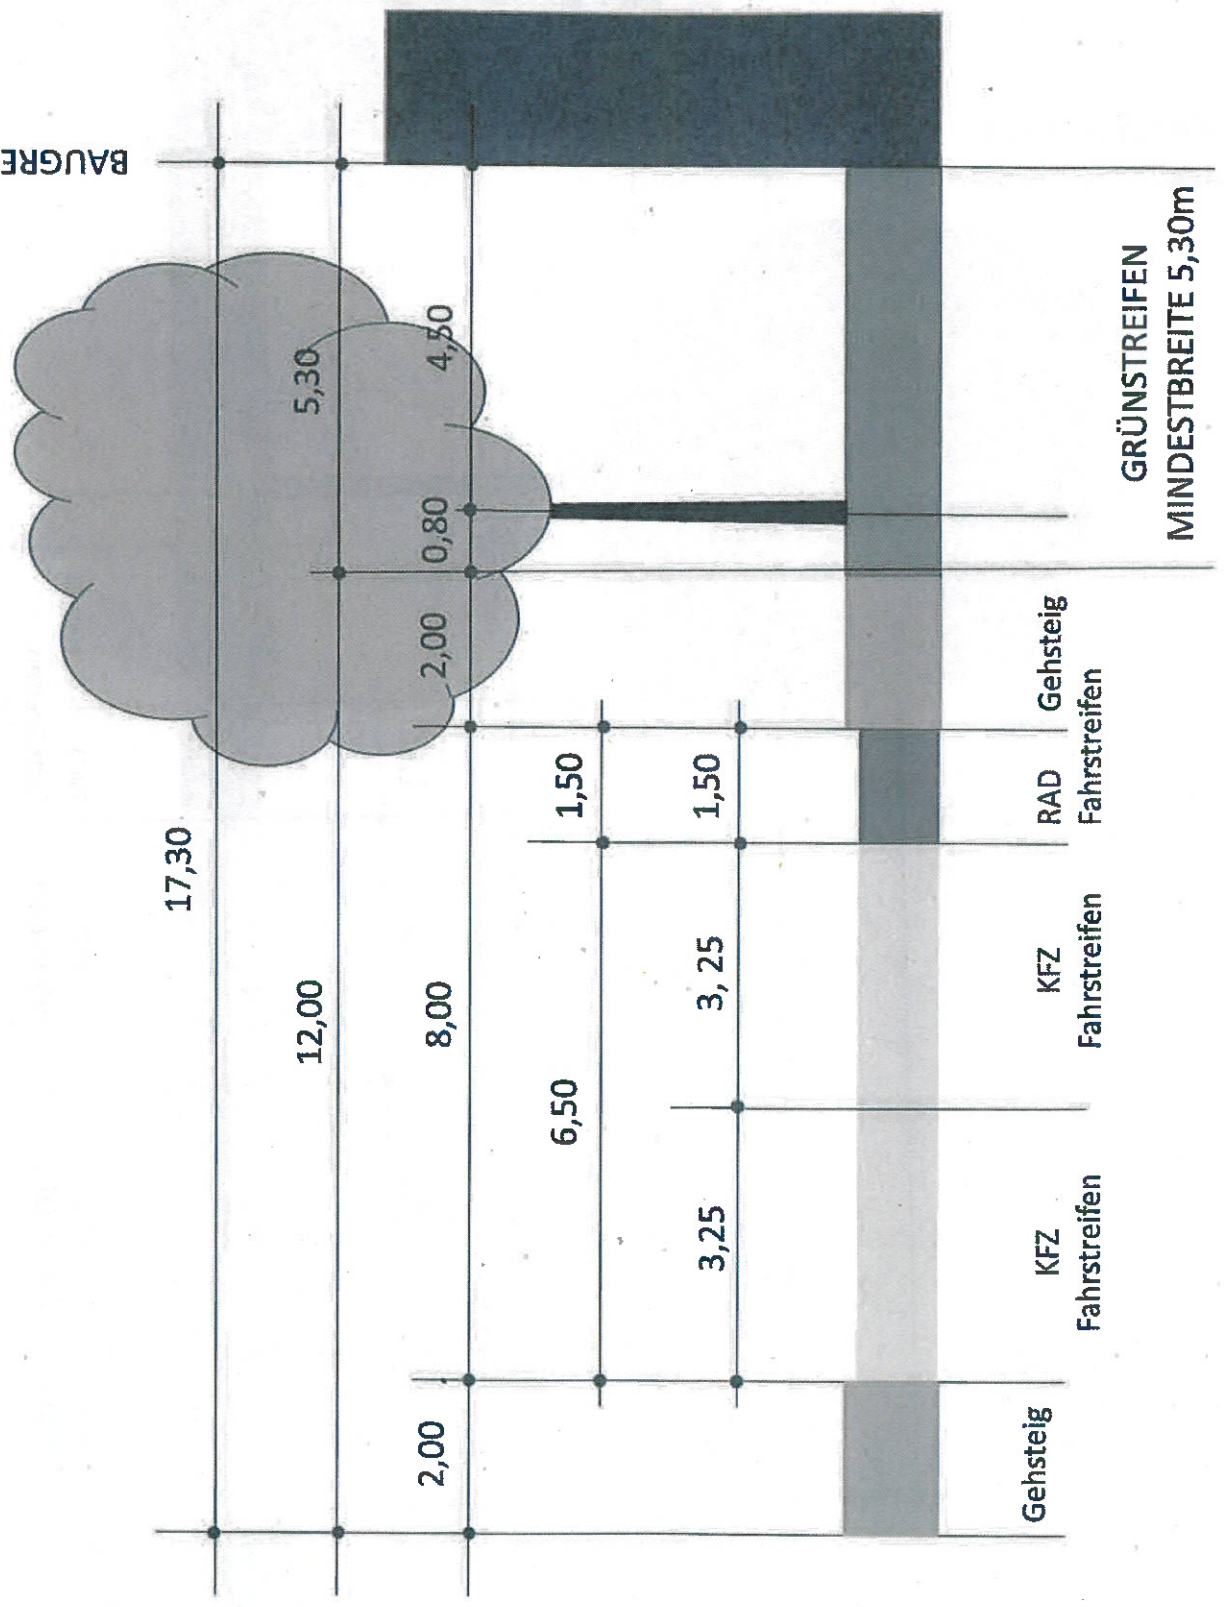 BAUGRE
17,30
12,00
5,30
2,00
8,00
2,00
0,80
4,50
6,50
1,50
3,25
3, 25
1,50
Gehsteig
KFZ
Fahrstreifen
KFZ
Fahrstreifen
RAD
Fahrstreifen
Gehsteig
GRÜNSTREIFEN
MINDESTBREITE 5,30m